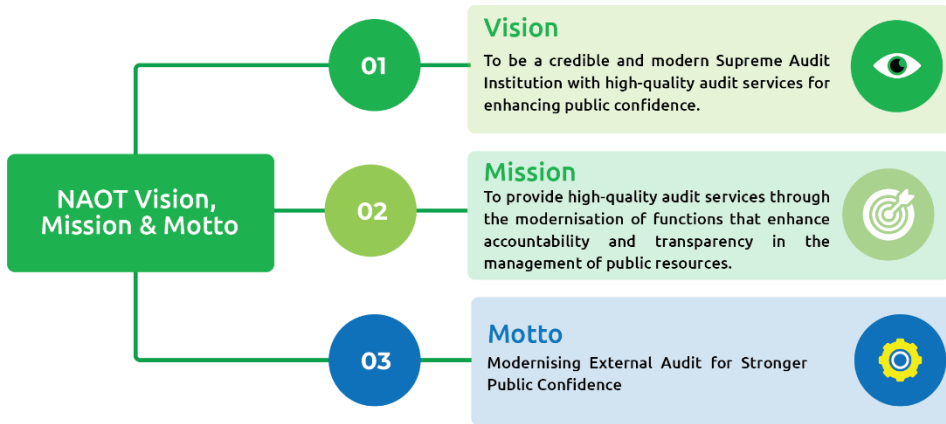 NAOT Vision,
Mission & Motto
01
Vision
To be a credible and modern Supreme Audit
Institution with high-quality audit services for
enhancing public confidence.
02
Mission
To provide high-quality audit services through
the modernisation of functions that enhance
accountability and transparency in the
management of public resources.
03
Motto
Modernising External Audit for Stronger
Public Confidence